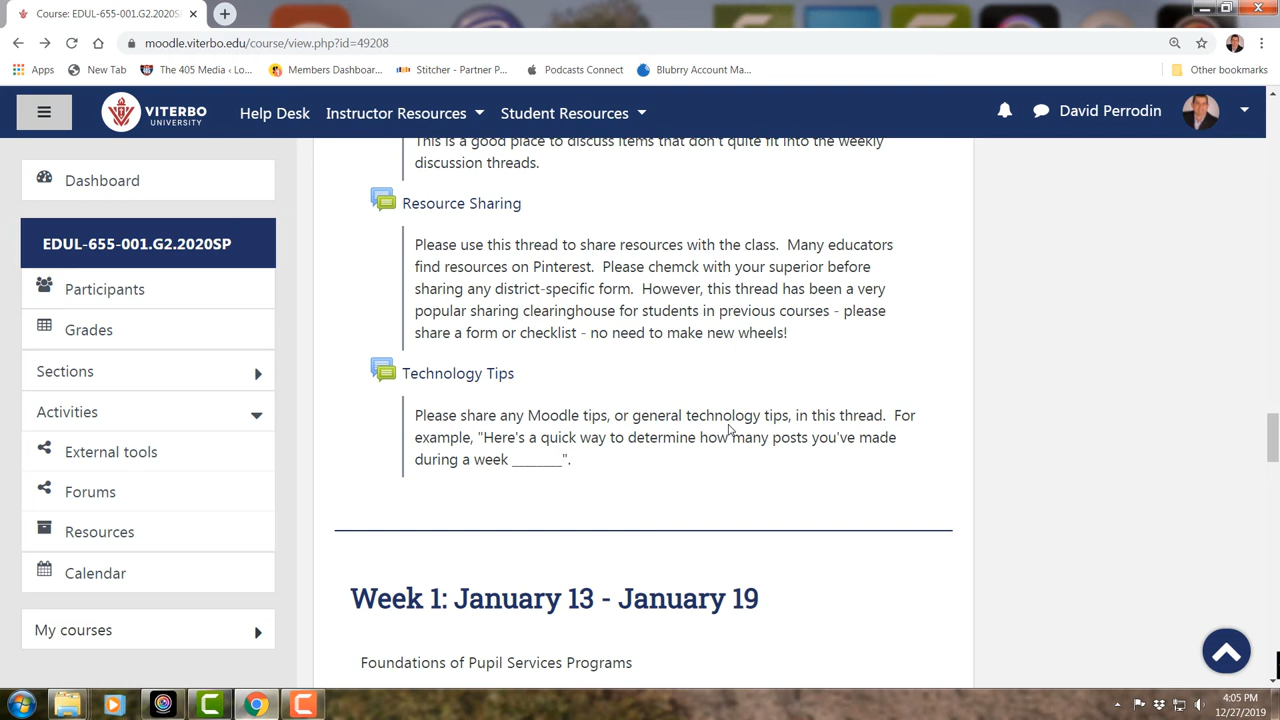 Course: EDUL-655-001.G2.2020S
moodle.viterbo.edu/course/view.php?id=49208
Apps
New Tab
The 405 Media ‹ Lo...
Members Dashboar...
Stitcher - Partner P...
Podcasts Connect
Blubrry Account Ma...
Other bookmarks
VITERBO
UNIVERSITY
Help Desk
Instructor Resources
Student Resources
David Perrodin
Dashboard
EDUL-655-001.G2.2020SP
Participants
Grades
Sections
Activities
External tools
Forums
Resources
Calendar
My courses
This is a good place to discuss items that don't quite fit into the weekly
discussion threads.
Resource Sharing
Please use this thread to share resources with the class.  Many educators
find resources on Pinterest.  Please chemck with your superior before
sharing any district-specific form.  However, this thread has been a very
popular sharing clearinghouse for students in previous courses - please
share a form or checklist - no need to make new wheels!
Technology Tips
Please share any Moodle tips, or general technology tips, in this thread.  For
example, "Here's a quick way to determine how many posts you've made
during a week ________".
Week 1: January 13 - January 19
Foundations of Pupil Services Programs
4:05 PM
12/27/2019